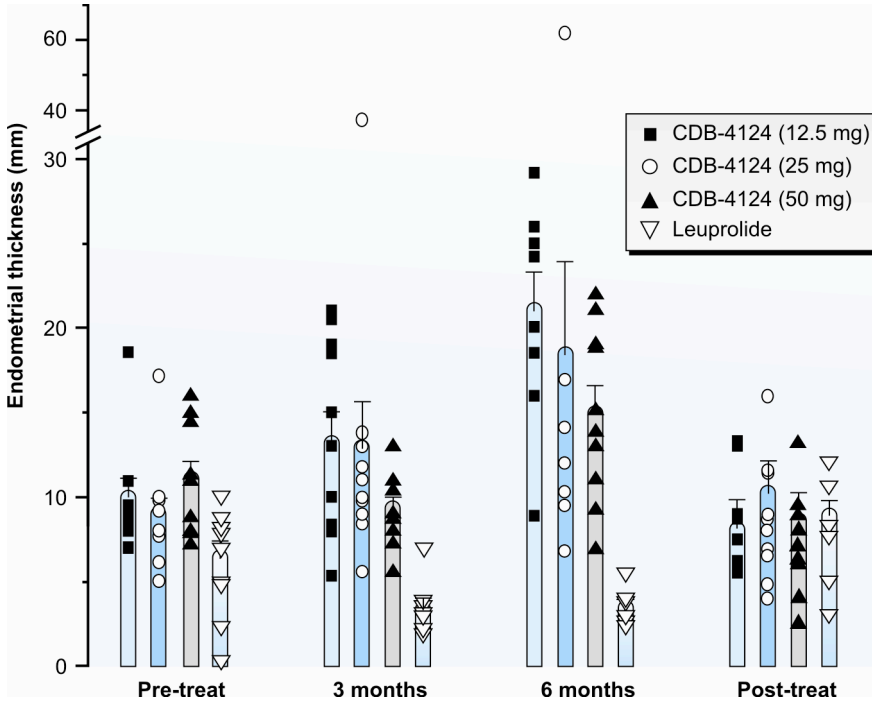 Endometrial thickness (mm)
60
40
30
20
10
0
CDB-4124 (12.5 mg)
CDB-4124 (25 mg)
CDB-4124 (50 mg)
Leuprolide
Pre-treat
3 months
6 months
Post-treat